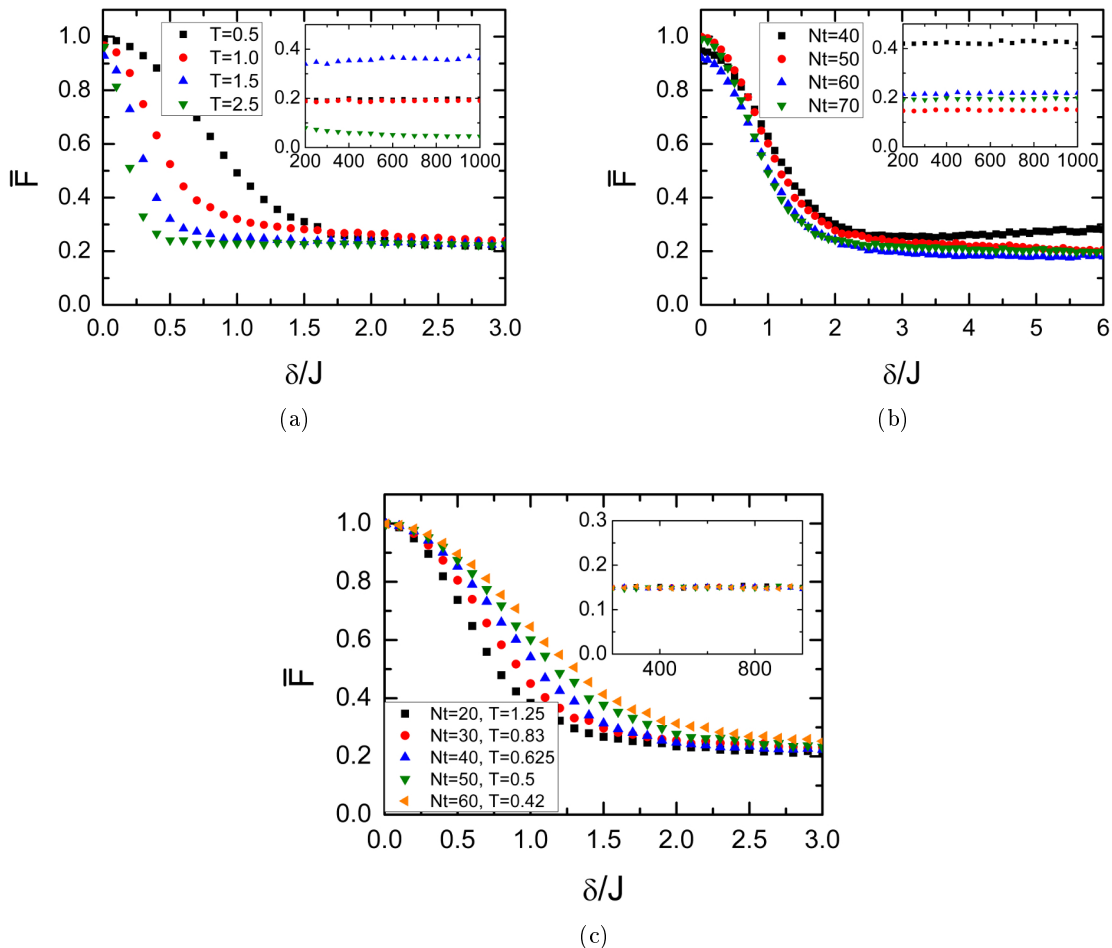 1.0
0.8
0.6
0.4
0.2
0.0
F̅
T=0.5
T=1.0
T=1.5
T=2.5
0.4
0.2
0.0
200 400 600 800 1000
0.0 0.5 1.0 1.5 2.0 2.5 3.0
δ/J
(a)
1.0
0.8
0.6
0.4
0.2
0.0
F̅
Nt=40
Nt=50
Nt=60
Nt=70
0.4
0.2
0.0
200 400 600 800 1000
0 1 2 3 4 5 6
δ/J
(b)
1.0
0.8
0.6
0.4
0.2
0.0
F̅
0.3
0.2
0.1
0.0
400 800
Nt=20, T=1.25
Nt=30, T=0.83
Nt=40, T=0.625
Nt=50, T=0.5
Nt=60, T=0.42
0.0 0.5 1.0 1.5 2.0 2.5 3.0
δ/J
(c)